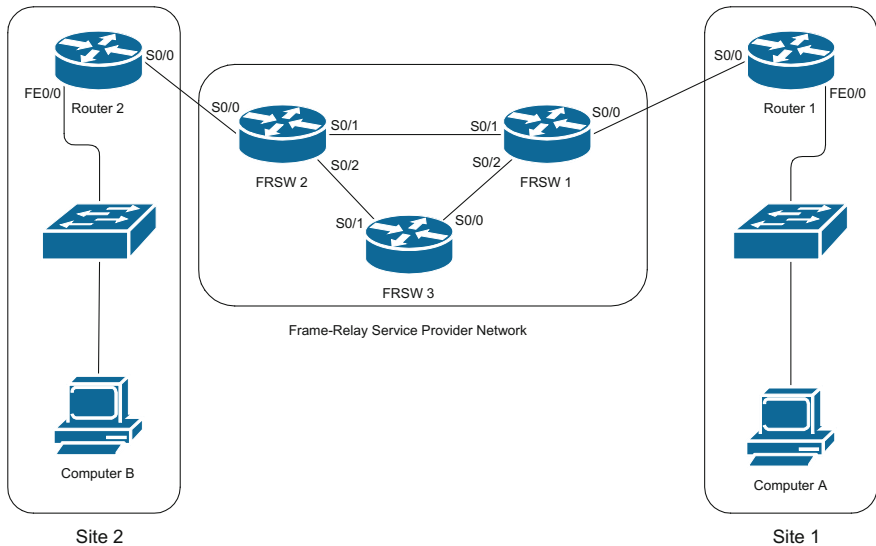 S0/0
FE0/0
Router 2
S0/0
S0/1
S0/2
FRSW 2
S0/1
S0/0
S0/2
FRSW 1
S0/1
S0/0
FRSW 3
Frame-Relay Service Provider Network
S0/0
FE0/0
Router 1
Computer B
Site 2
Computer A
Site 1